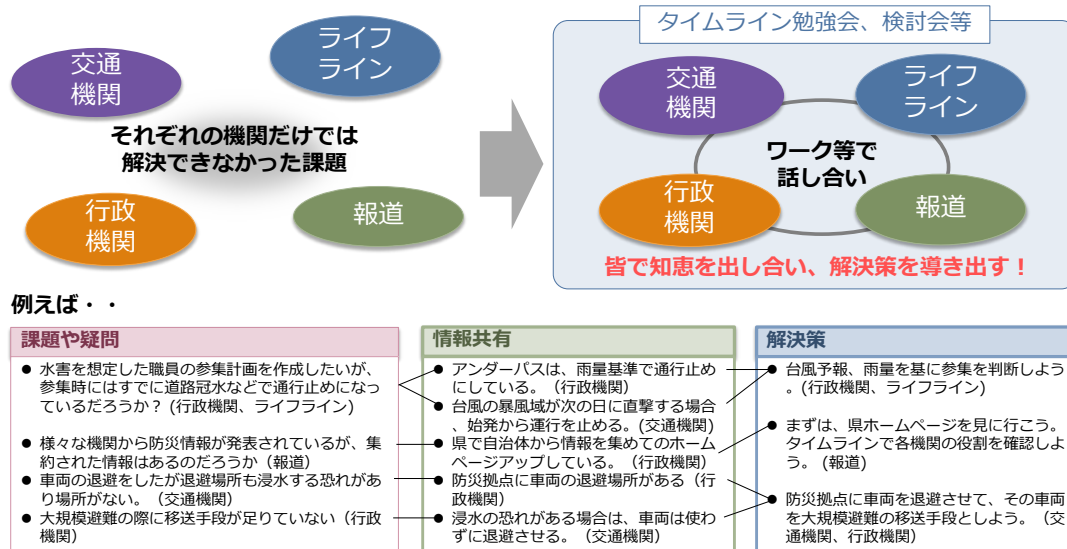 交通
機関
ライフ
ライン
それぞれの機関だけでは
解決できなかった課題
行政
機関
報道
タイムライン勉強会、検討会等
交通
機関
ライフ
ライン
ワーク等で
話し合い
行政
機関
報道
皆で知恵を出し合い、解決策を導き出す！
例えば・・
課題や疑問
● 水害を想定した職員の参集計画を作成したいが、
参集時にはすでに道路冠水などで通行止めになっ
ているだろうか？ (行政機関、ライフライン)
● 様々な機関から防災情報が発表されているが、集
約された情報はあるのだろうか（報道）
● 車両の退避をしたが退避場所も浸水する恐れがあ
り場所がない。（交通機関）
● 大規模避難の際に移送手段が足りていない（行政
機関）
情報共有
● アンダーパスは、雨量基準で通行止め
にしている。（行政機関）
● 台風の暴風域が次の日に直撃する場合
、始発から運行を止める。(交通機関)
● 県で自治体から情報を集めてのホーム
ページアップしている。（行政機関）
● 防災拠点に車両の退避場所がある（行
政機関）
● 浸水の恐れがある場合は、車両は使わ
ずに退避させる。（交通機関）
解決策
● 台風予報、雨量を基に参集を判断しよう
。(行政機関、ライフライン)
● まずは、県ホームページを見に行こう。
タイムラインで各機関の役割を確認しよ
う。 (報道)
● 防災拠点に車両を退避させて、その車両
を大規模避難の移送手段としよう。（交
通機関、行政機関）